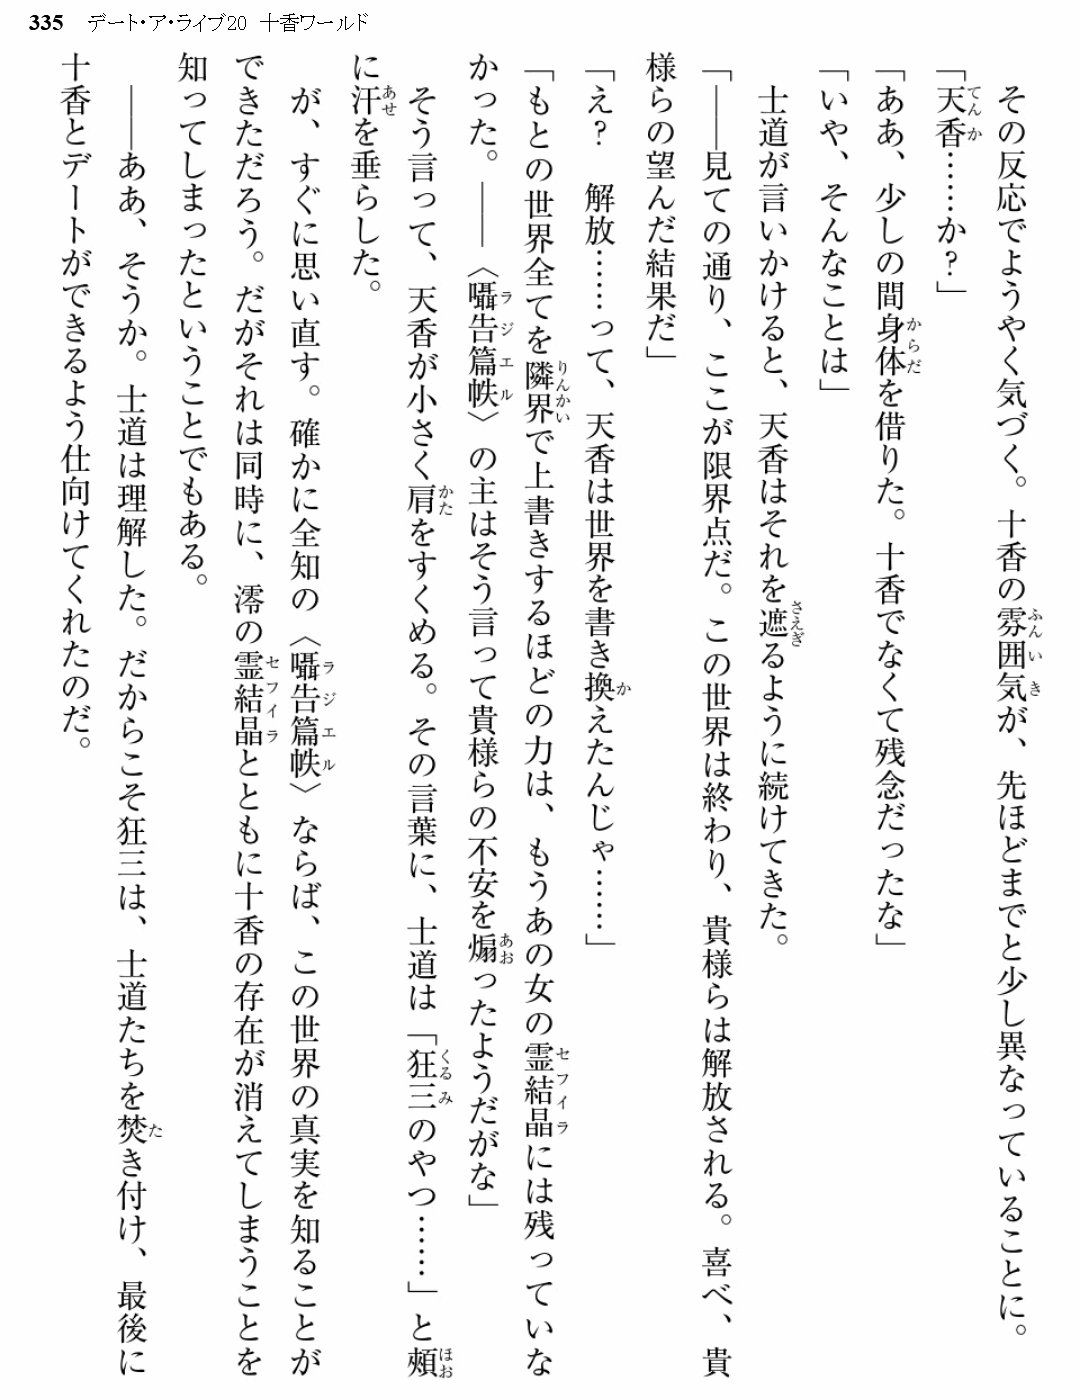 335 デート・ア・ライブ20 十香ワールド
その反応でようやく気づく。十香の雰囲気が、先ほどまでと少し異なっていることに。
「天香……か?」
「ああ、少しの間身体を借りた。十香でなくて残念だったな」
「いや、そんなことは」
士道が言いかけると、天香はそれを遮るように続けてきた。
「――見ての通り、ここが限界点だ。この世界は終わり、貴様らは解放される。喜べ、貴
様らの望んだ結果だ」
「え? 解放……って、天香は世界を書き換えたんじゃ……」
「もとの世界全てを隣界で上書きするほどの力は、もうあの女の霊結晶には残っていな
かった。――〈囁告篇帙〉の主はそう言って貴様らの不安を煽ったようだがな」
そう言って、天香が小さく肩をすくめる。その言葉に、士道は「狂三のやつ……」と頰
に汗を垂らした。
が、すぐに思い直す。確かに全知の〈囁告篇帙〉ならば、この世界の真実を知ることが
できただろう。だがそれは同時に、澪の霊結晶とともに十香の存在が消えてしまうことを
知ってしまったということでもある。
――ああ、そうか。士道は理解した。だからこそ狂三は、士道たちを焚き付け、最後に
十香とデートができるよう仕向けてくれたのだ。